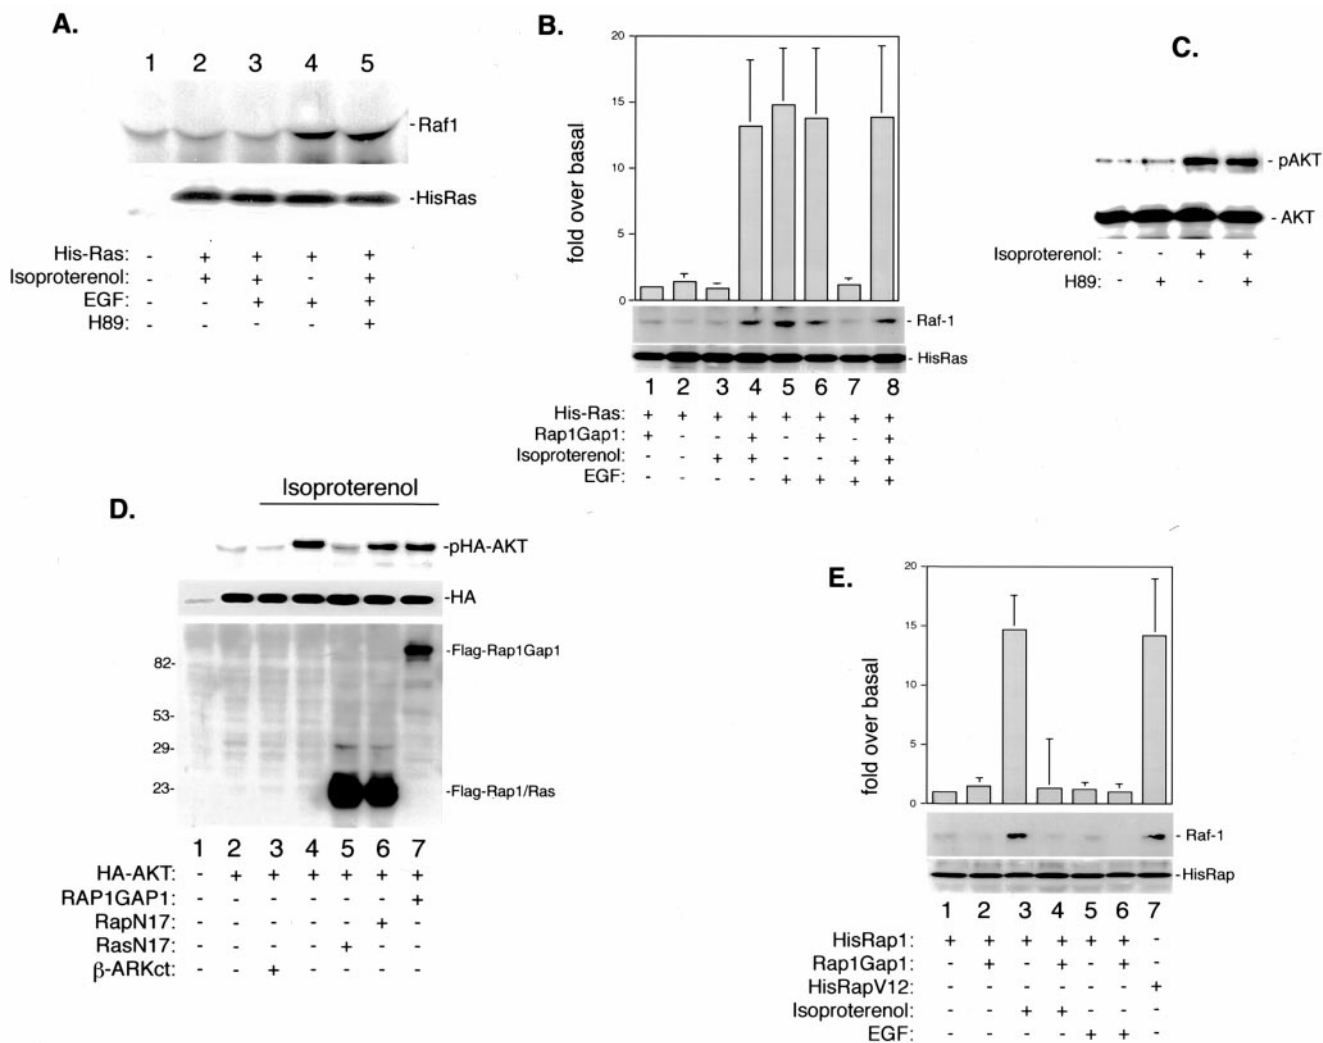 A.
1 2 3 4 5
-Raf1
-HisRas
His-Ras: - + + + +
Isoproterenol: - + + - +
EGF: - - + + +
H89: - - - - +
B.
fold over basal
20
15
10
5
0
- Raf-1
- HisRas
1 2 3 4 5 6 7 8
His-Ras: + + + + + + + +
Rap1Gap1: + - - + - + - +
Isoproterenol: - - + + - - + +
EGF: - - - - + + + +
C.
- pAKT
- AKT
Isoproterenol: - - + +
H89: - + - +
D.
Isoproterenol
-pHA-AKT
-HA
-Flag-Rap1Gap1
82-
53-
29-
23-
-Flag-Rap1/Ras
1 2 3 4 5 6 7
HA-AKT: - + + + + + +
RAP1GAP1: - - - - - - +
RapN17: - - - - - + -
RasN17: - - - - + - -
β-ARKct: - - + - - - -
E.
fold over basal
20
15
10
5
0
- Raf-1
-HisRap
1 2 3 4 5 6 7
HisRap1: + + + + + + -
Rap1Gap1: - + - + - + -
HisRapV12: - - - - - - +
Isoproterenol: - - + + - - -
EGF: - - - - + + -